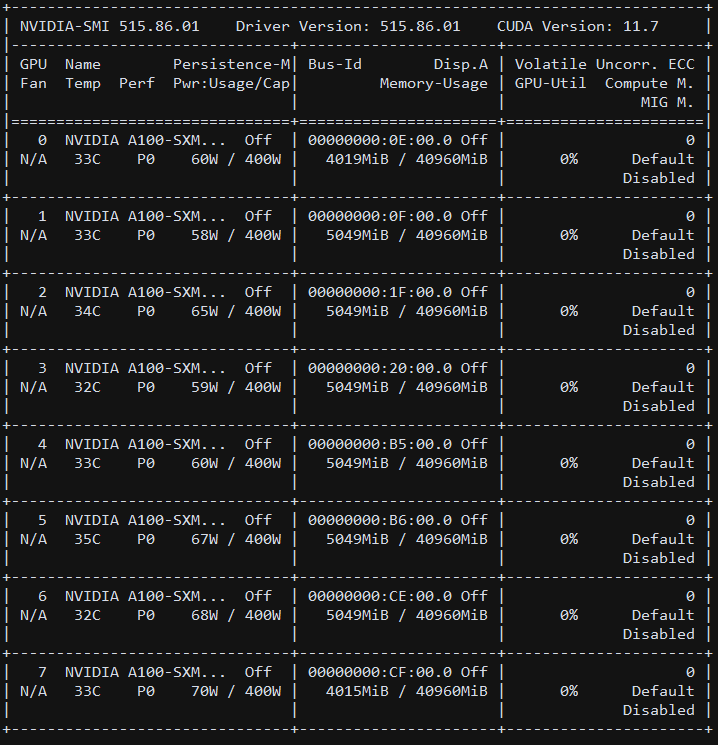 +-----------------------------------------------------------------------------+
| NVIDIA-SMI 515.86.01    Driver Version: 515.86.01    CUDA Version: 11.7     |
|-------------------------------+----------------------+----------------------+
| GPU  Name        Persistence-M| Bus-Id        Disp.A | Volatile Uncorr. ECC |
| Fan  Temp  Perf  Pwr:Usage/Cap|         Memory-Usage | GPU-Util  Compute M. |
|                               |                      |               MIG M. |
|===============================+======================+======================|
|   0  NVIDIA A100-SXM...  Off  | 00000000:0E:00.0 Off |                    0 |
| N/A   33C    P0    60W / 400W |   4019MiB / 40960MiB |      0%      Default |
|                               |                      |             Disabled |
+-------------------------------+----------------------+----------------------+
|   1  NVIDIA A100-SXM...  Off  | 00000000:0F:00.0 Off |                    0 |
| N/A   33C    P0    58W / 400W |   5049MiB / 40960MiB |      0%      Default |
|                               |                      |             Disabled |
+-------------------------------+----------------------+----------------------+
|   2  NVIDIA A100-SXM...  Off  | 00000000:1F:00.0 Off |                    0 |
| N/A   34C    P0    65W / 400W |   5049MiB / 40960MiB |      0%      Default |
|                               |                      |             Disabled |
+-------------------------------+----------------------+----------------------+
|   3  NVIDIA A100-SXM...  Off  | 00000000:20:00.0 Off |                    0 |
| N/A   32C    P0    59W / 400W |   5049MiB / 40960MiB |      0%      Default |
|                               |                      |             Disabled |
+-------------------------------+----------------------+----------------------+
|   4  NVIDIA A100-SXM...  Off  | 00000000:B5:00.0 Off |                    0 |
| N/A   33C    P0    60W / 400W |   5049MiB / 40960MiB |      0%      Default |
|                               |                      |             Disabled |
+-------------------------------+----------------------+----------------------+
|   5  NVIDIA A100-SXM...  Off  | 00000000:B6:00.0 Off |                    0 |
| N/A   35C    P0    67W / 400W |   5049MiB / 40960MiB |      0%      Default |
|                               |                      |             Disabled |
+-------------------------------+----------------------+----------------------+
|   6  NVIDIA A100-SXM...  Off  | 00000000:CE:00.0 Off |                    0 |
| N/A   32C    P0    68W / 400W |   5049MiB / 40960MiB |      0%      Default |
|                               |                      |             Disabled |
+-------------------------------+----------------------+----------------------+
|   7  NVIDIA A100-SXM...  Off  | 00000000:CF:00.0 Off |                    0 |
| N/A   33C    P0    70W / 400W |   4015MiB / 40960MiB |      0%      Default |
|                               |                      |             Disabled |
+-------------------------------+----------------------+----------------------+